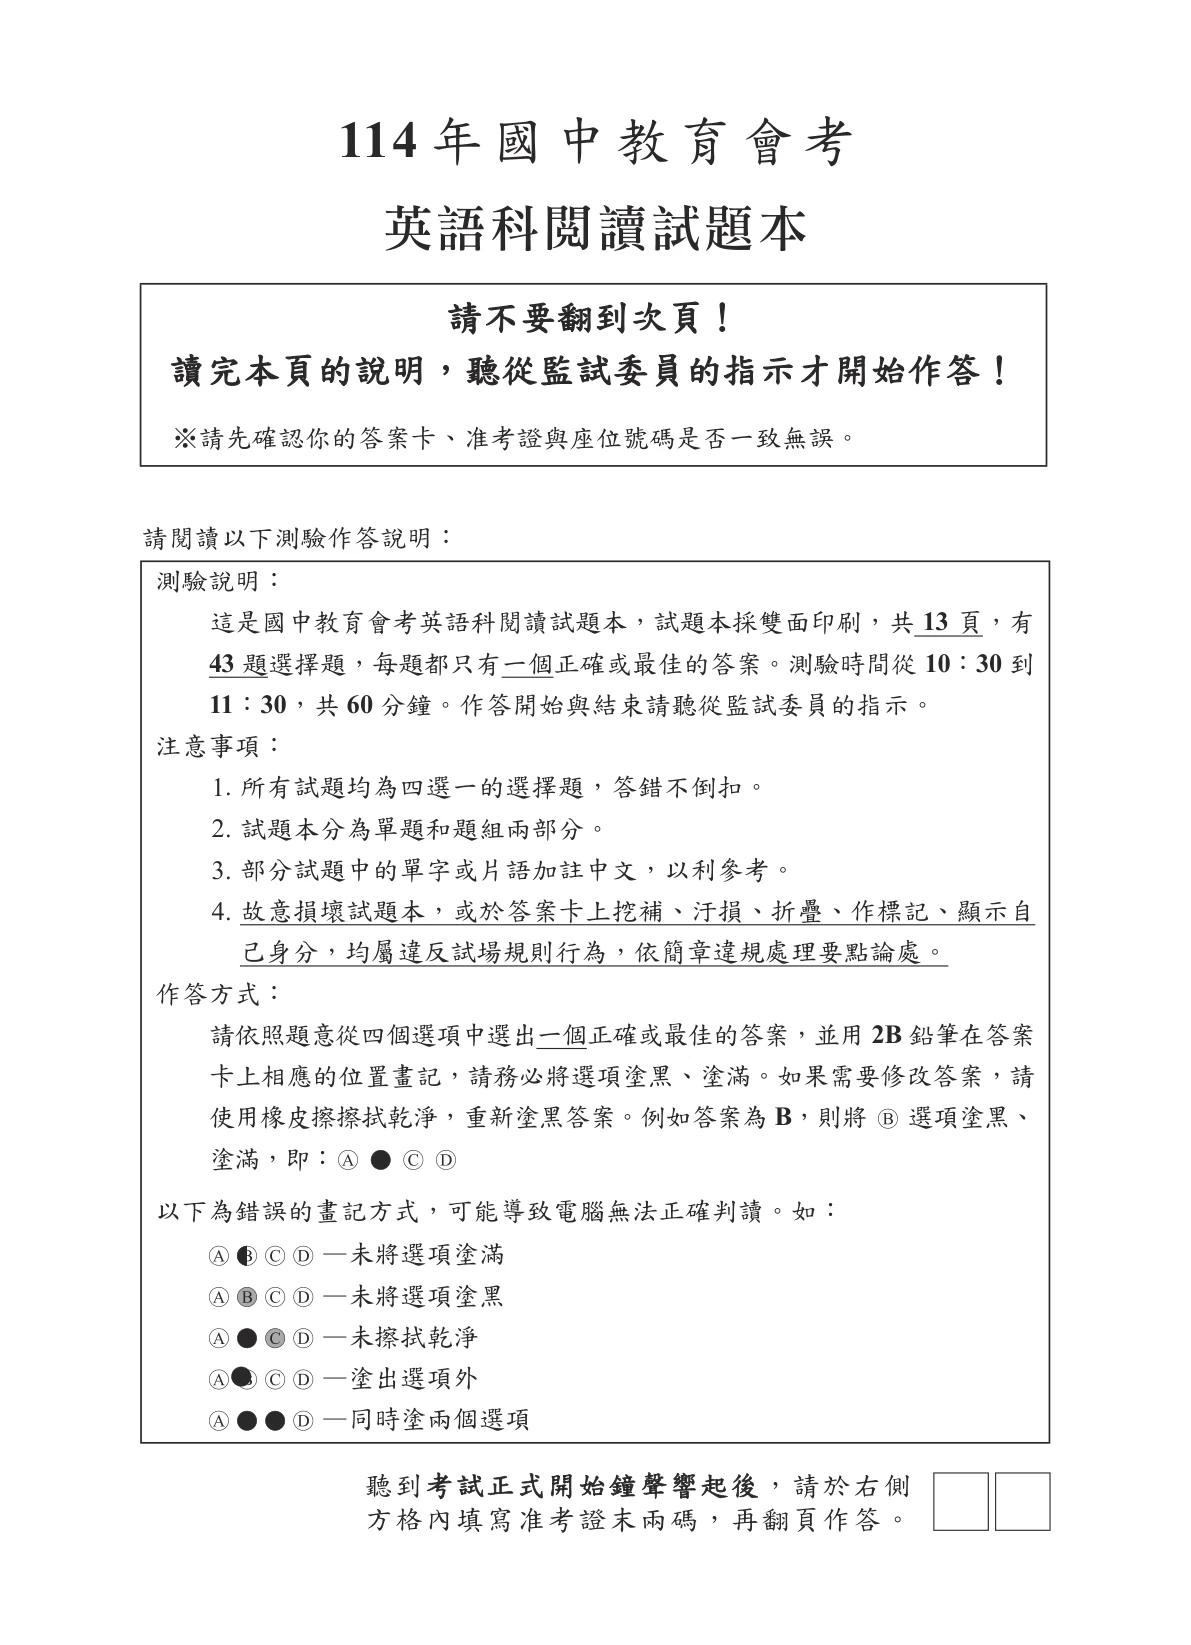 114 年國中教育會考
英語科閱讀試題本
請不要翻到次頁！
讀完本頁的說明，聽從監試委員的指示才開始作答！
※請先確認你的答案卡、准考證與座位號碼是否一致無誤。
請閱讀以下測驗作答說明：
測驗說明：
這是國中教育會考英語科閱讀試題本，試題本採雙面印刷，共 13 頁，有
43 題選擇題，每題都只有一個正確或最佳的答案。測驗時間從 10：30 到
11：30，共 60 分鐘。作答開始與結束請聽從監試委員的指示。
注意事項：
1. 所有試題均為四選一的選擇題，答錯不倒扣。
2. 試題本分為單題和題組兩部分。
3. 部分試題中的單字或片語加註中文，以利參考。
4. 故意損壞試題本，或於答案卡上挖補、汙損、折疊、作標記、顯示自
己身分，均屬違反試場規則行為，依簡章違規處理要點論處。
作答方式：
請依照題意從四個選項中選出一個正確或最佳的答案，並用 2B 鉛筆在答案
卡上相應的位置畫記，請務必將選項塗黑、塗滿。如果需要修改答案，請
使用橡皮擦擦拭乾淨，重新塗黑答案。例如答案為 B，則將 Ⓑ 選項塗黑、
塗滿，即：Ⓐ ● Ⓒ Ⓓ
以下為錯誤的畫記方式，可能導致電腦無法正確判讀。如：
Ⓐ Ⓑ Ⓒ Ⓓ —未將選項塗滿
Ⓐ Ⓑ Ⓒ Ⓓ —未將選項塗黑
Ⓐ ● Ⓒ Ⓓ —未擦拭乾淨
Ⓐ Ⓑ Ⓒ Ⓓ —塗出選項外
Ⓐ ● ● Ⓓ —同時塗兩個選項
聽到考試正式開始鐘聲響起後，請於右側
方格內填寫准考證末兩碼，再翻頁作答。